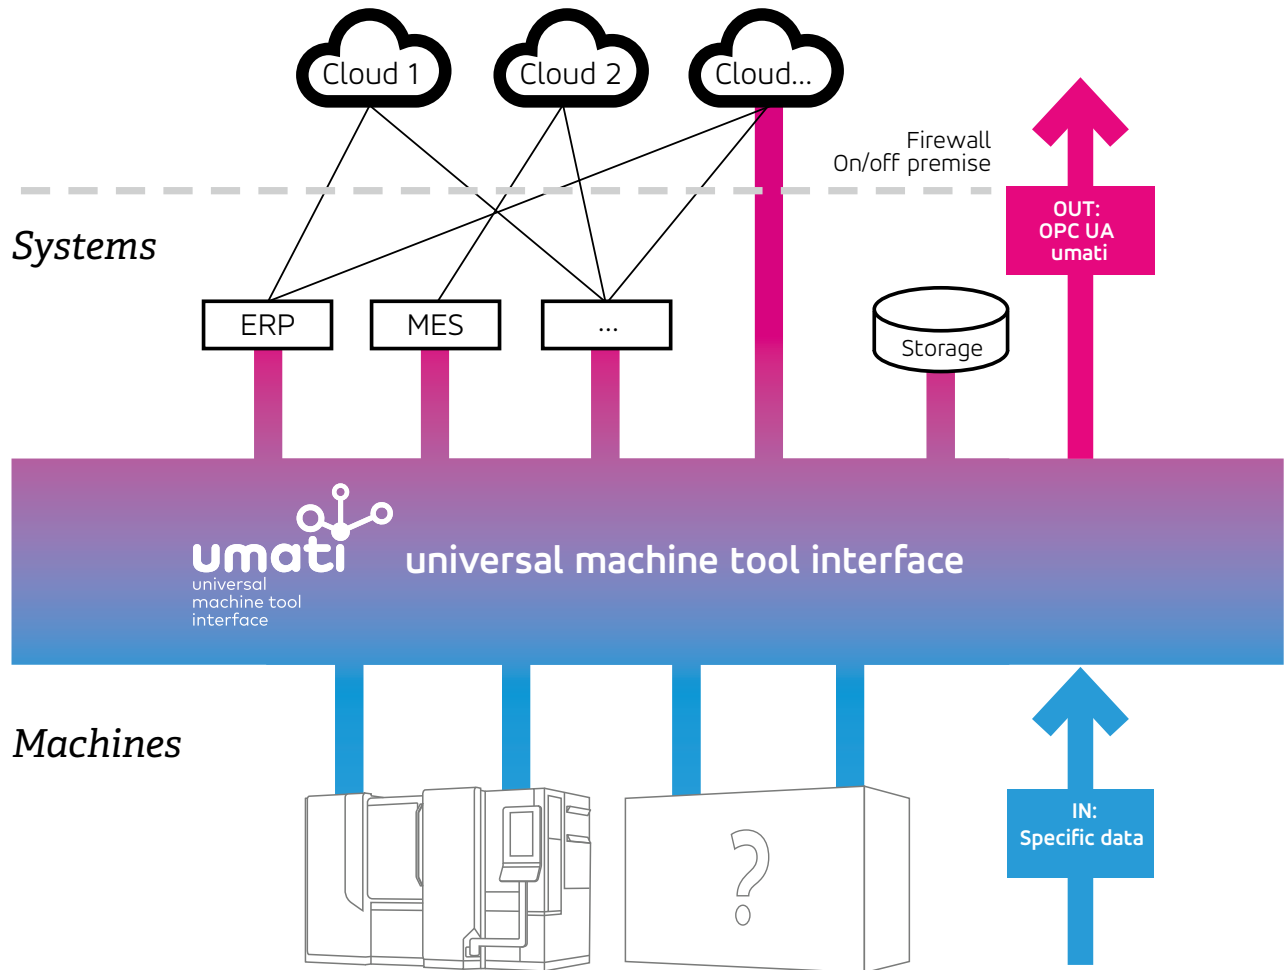 Cloud 1
Cloud 2
Cloud...
Firewall
On/off premise
OUT:
OPC UA
umati
Systems
ERP
MES
...
Storage
umati
universal
machine tool
interface
universal machine tool interface
Machines
IN:
Specific data
?